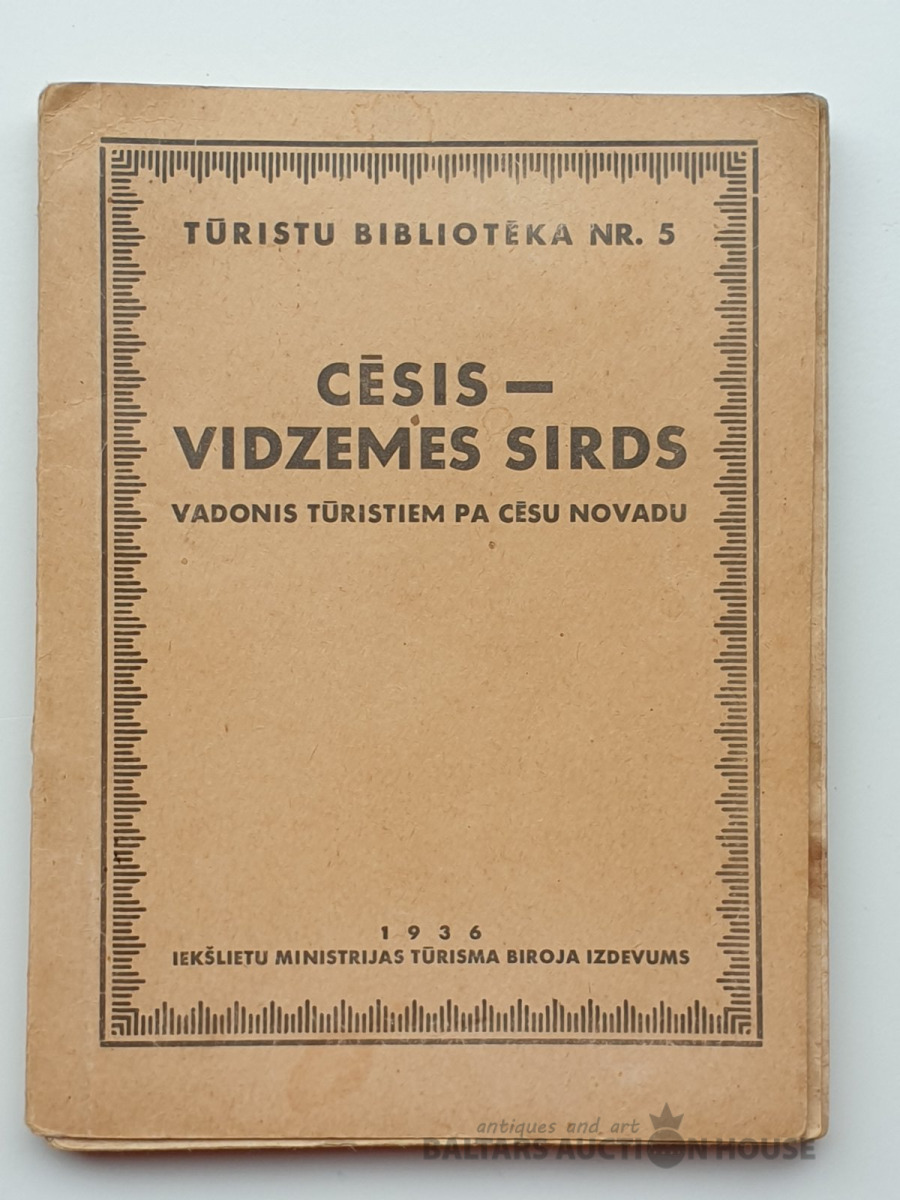 TŪRISTU BIBLIOTĒKA NR. 5
CĒSIS —
VIDZEMES SIRDS
VADONIS TŪRISTIEM PA CĒSU NOVADU
1 9 3 6
IEKŠLIETU MINISTRIJAS TŪRISMA BIROJA IZDEVUMS
antiques and art
BALTARS AUCTION HOUSE